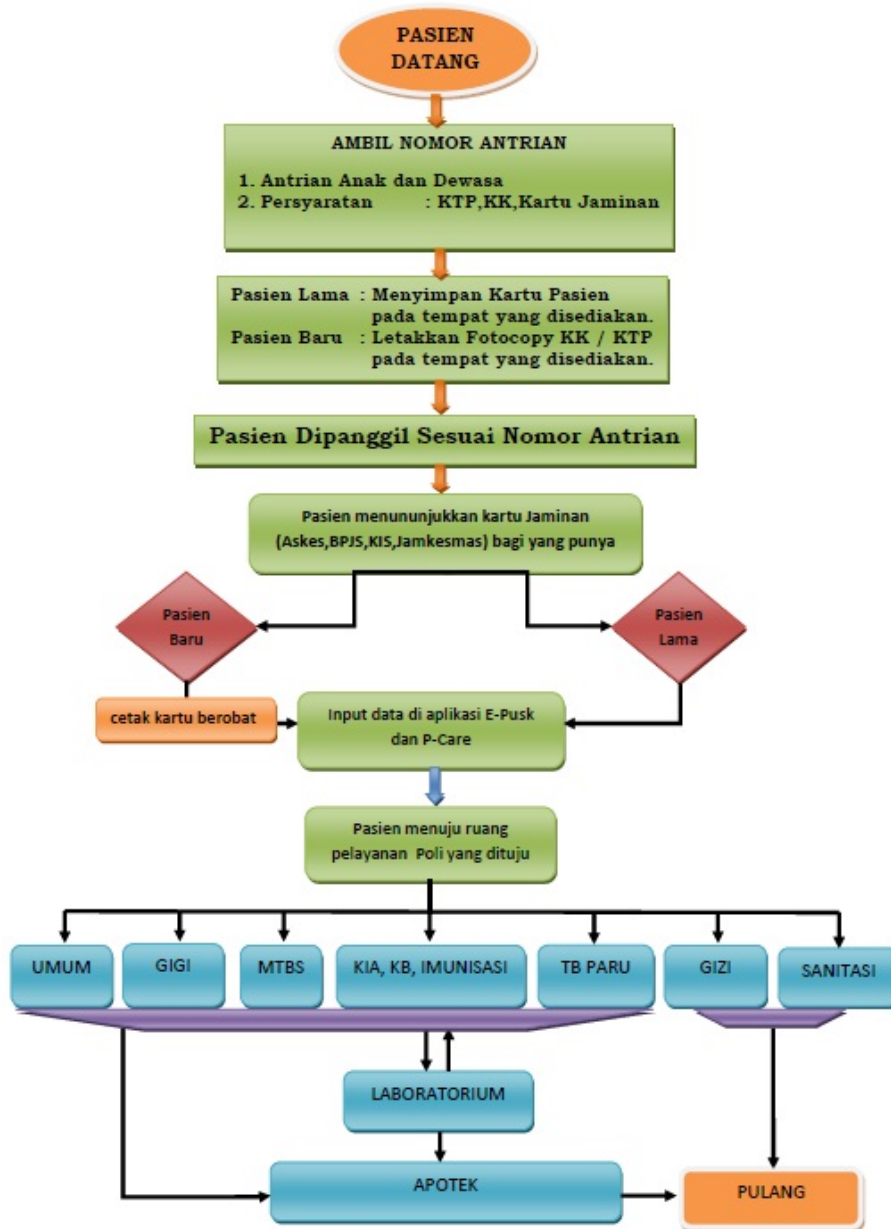 PASIEN
DATANG
AMBIL NOMOR ANTRIAN
1. Antrian Anak dan Dewasa
2. Persyaratan : KTP,KK,Kartu Jaminan
Pasien Lama : Menyimpan Kartu Pasien
pada tempat yang disediakan.
Pasien Baru : Letakkan Fotocopy KK / KTP
pada tempat yang disediakan.
Pasien Dipanggil Sesuai Nomor Antrian
Pasien menununjukkan kartu Jaminan
(Askes,BPJS,KIS,Jamkesmas) bagi yang punya
Pasien
Baru
Pasien
Lama
cetak kartu berobat
Input data di aplikasi E-Pusk
dan P-Care
Pasien menuju ruang
pelayanan Poli yang dituju
UMUM
GIGI
MTBS
KIA, KB, IMUNISASI
TB PARU
GIZI
SANITASI
LABORATORIUM
APOTEK
PULANG